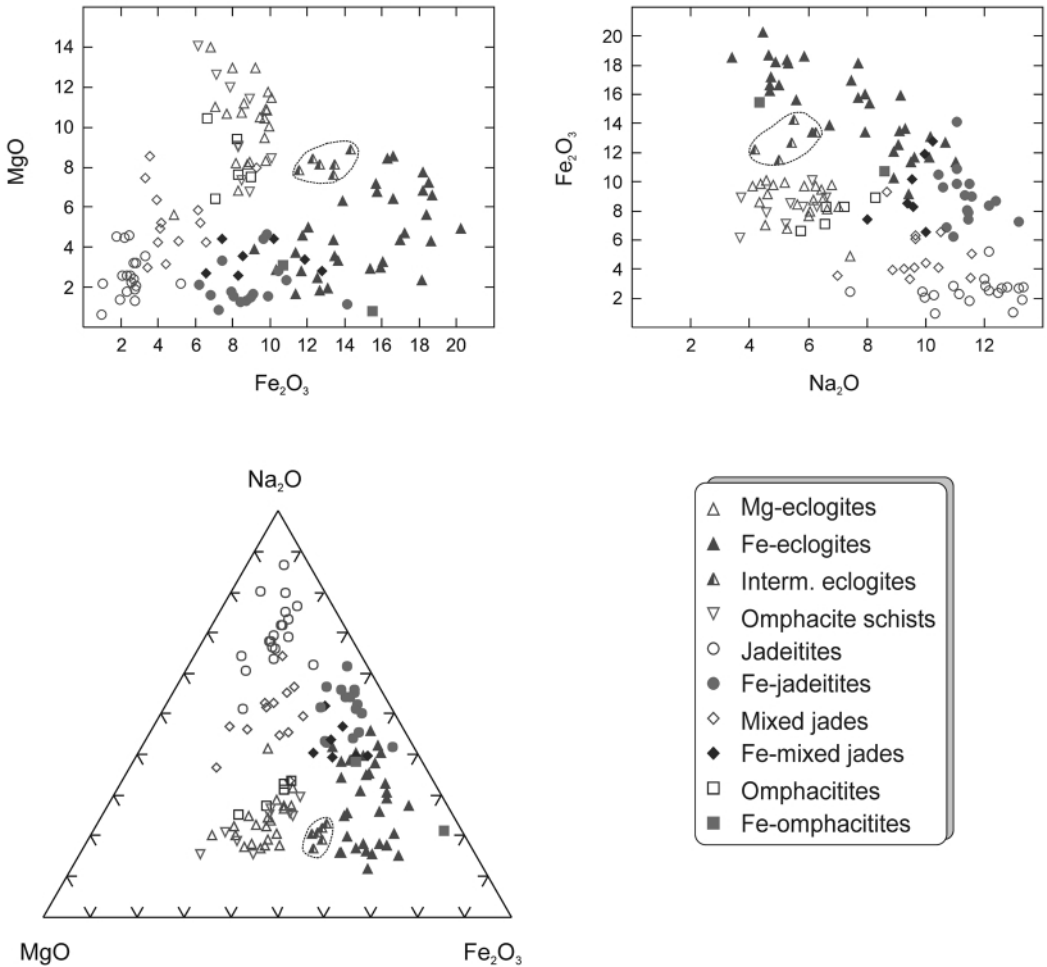 MgO
14
12
10
8
6
4
2
2 4 6 8 10 12 14 16 18 20
Fe₂O₃
Fe₂O₃
20
18
16
14
12
10
8
6
4
2
2 4 6 8 10 12
Na₂O
Na₂O
MgO
Fe₂O₃
Mg-eclogites
Fe-eclogites
Interm. eclogites
Omphacite schists
Jadeitites
Fe-jadeitites
Mixed jades
Fe-mixed jades
Omphacitites
Fe-omphacitites